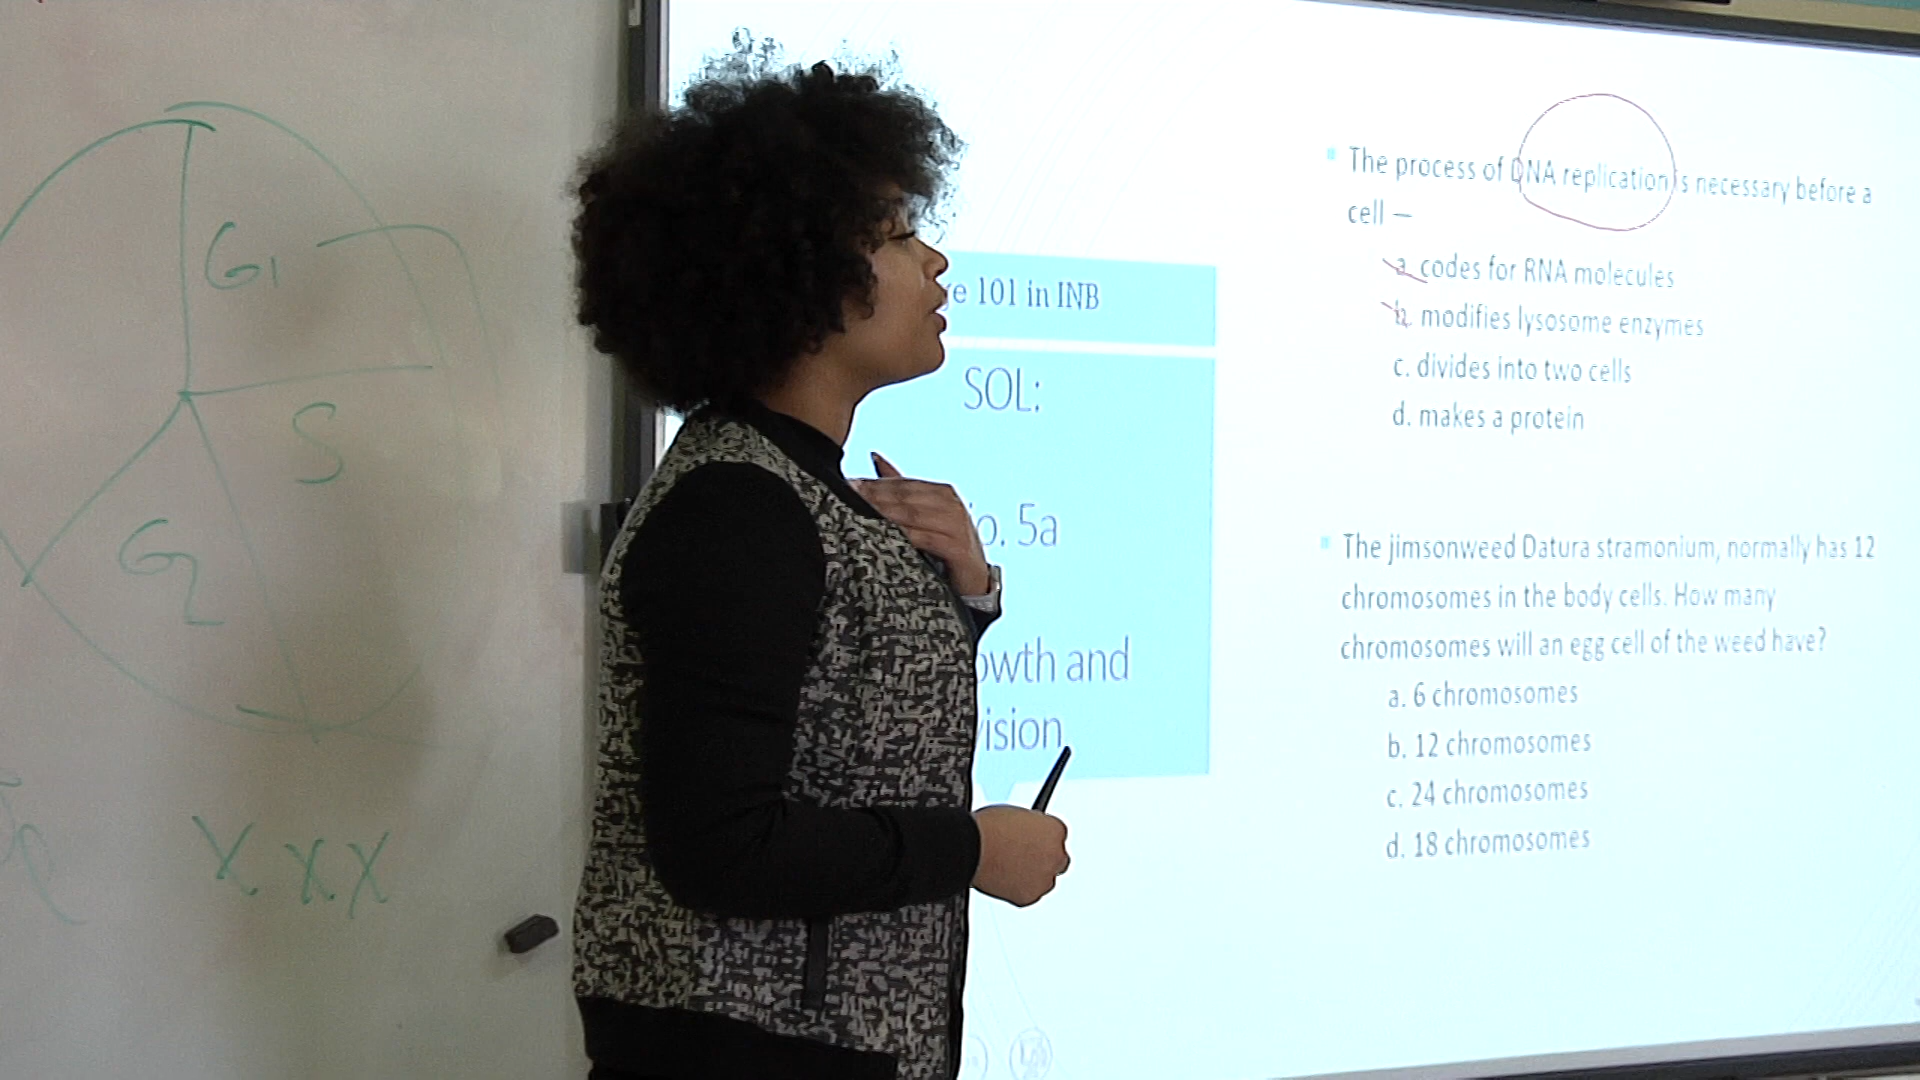 G1
S
G2
X X X
101 in INB
SOL:
5a
and
The process of DNA replication is necessary before a
cell –
a. codes for RNA molecules
b. modifies lysosome enzymes
c. divides into two cells
d. makes a protein
The jimsonweed Datura stramonium, normally has 12
chromosomes in the body cells. How many
chromosomes will an egg cell of the weed have?
a. 6 chromosomes
b. 12 chromosomes
c. 24 chromosomes
d. 18 chromosomes